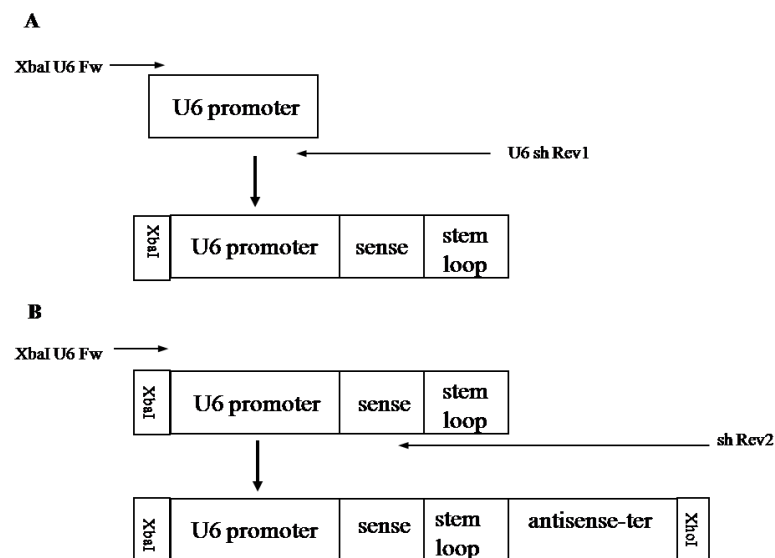 A
XbaI U6 Fw
U6 promoter
U6 sh Rev1
XbaI
U6 promoter
sense
stem
loop
B
XbaI U6 Fw
XbaI
U6 promoter
sense
stem
loop
sh Rev2
XbaI
U6 promoter
sense
stem
loop
antisense-ter
XhoI